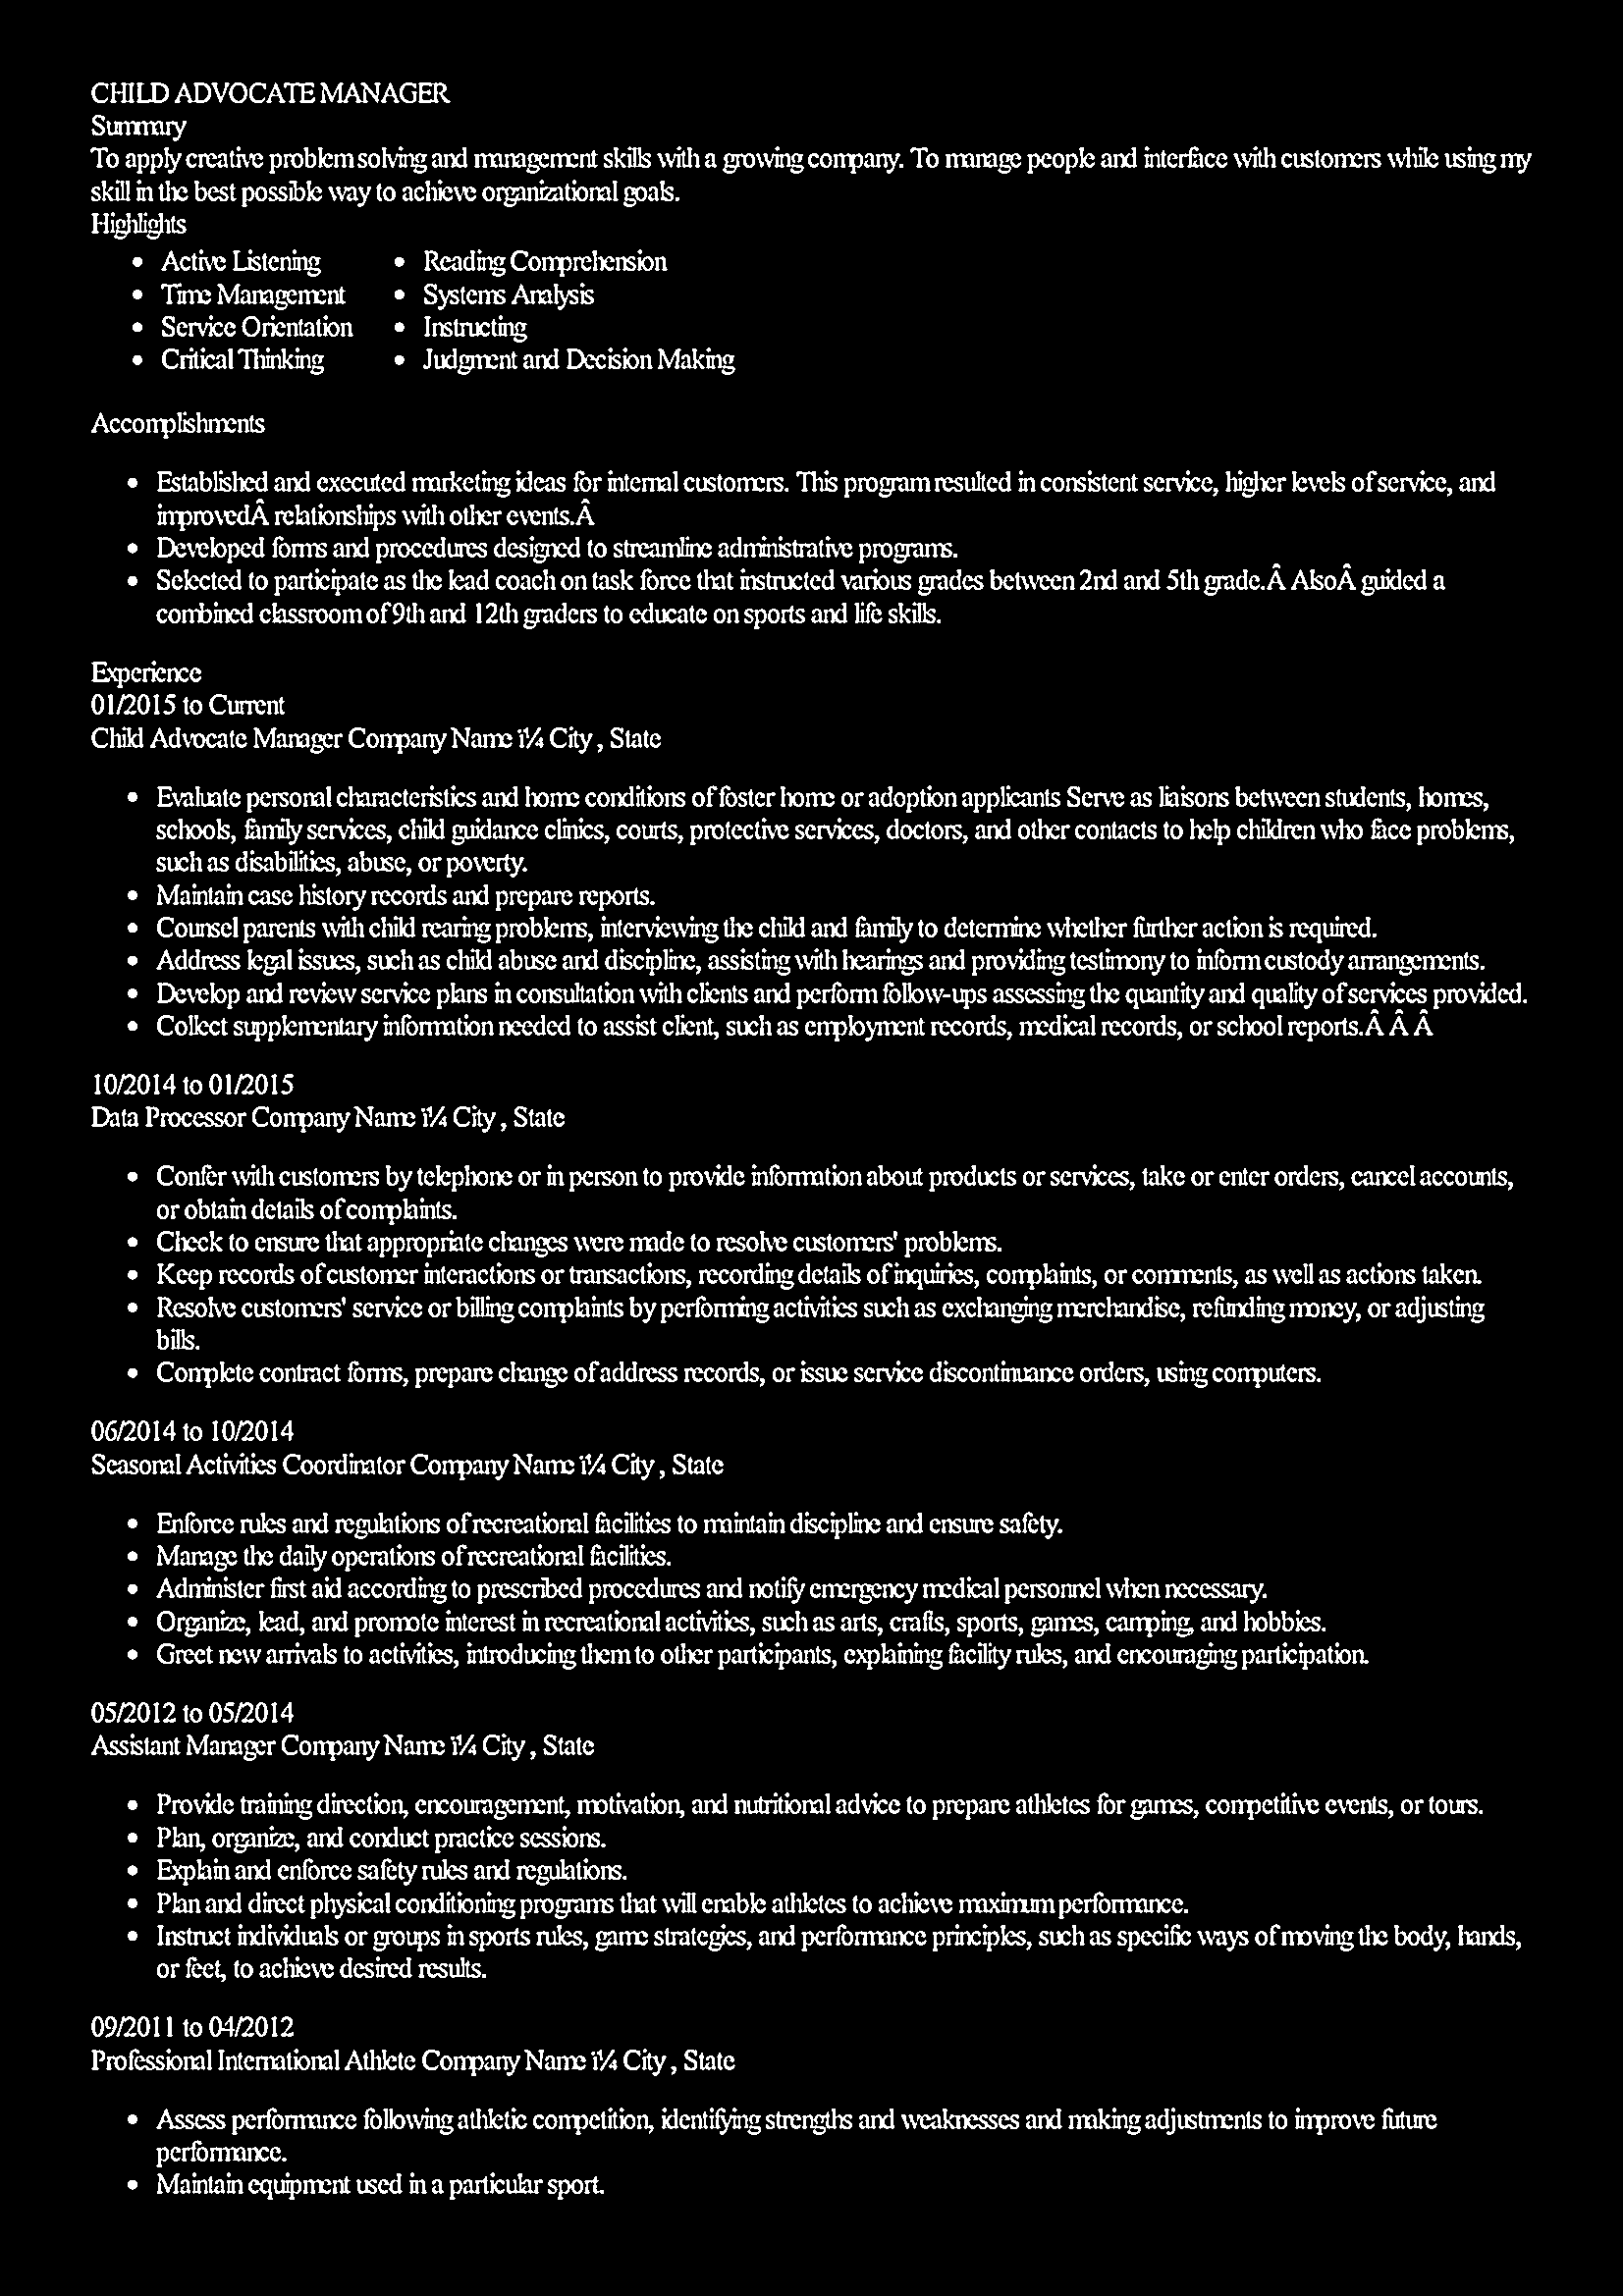 CHILD ADVOCATE MANAGER
Summary
To apply creative problem solving and management skills with a growing company. To manage people and interface with customers while using my
skill in the best possible way to achieve organizational goals.
Highlights
• Active Listening • Reading Comprehension
• Time Management • Systems Analysis
• Service Orientation • Instructing
• Critical Thinking • Judgment and Decision Making
Accomplishments
• Established and executed marketing ideas for internal customers. This program resulted in consistent service, higher levels of service, and
improvedÂ relationships with other events.Â
• Developed forms and procedures designed to streamline administrative programs.
• Selected to participate as the lead coach on task force that instructed various grades between 2nd and 5th grade.Â AlsoÂ guided a
combined classroom of 9th and 12th graders to educate on sports and life skills.
Experience
01/2015 to Current
Child Advocate Manager Company Name ï¼ City , State
• Evaluate personal characteristics and home conditions of foster home or adoption applicants Serve as liaisons between students, homes,
schools, family services, child guidance clinics, courts, protective services, doctors, and other contacts to help children who face problems,
such as disabilities, abuse, or poverty.
• Maintain case history records and prepare reports.
• Counsel parents with child rearing problems, interviewing the child and family to determine whether further action is required.
• Address legal issues, such as child abuse and discipline, assisting with hearings and providing testimony to inform custody arrangements.
• Develop and review service plans in consultation with clients and perform follow-ups assessing the quantity and quality of services provided.
• Collect supplementary information needed to assist client, such as employment records, medical records, or school reports.Â Â Â
10/2014 to 01/2015
Data Processor Company Name ï¼ City , State
• Confer with customers by telephone or in person to provide information about products or services, take or enter orders, cancel accounts,
or obtain details of complaints.
• Check to ensure that appropriate changes were made to resolve customers' problems.
• Keep records of customer interactions or transactions, recording details of inquiries, complaints, or comments, as well as actions taken.
• Resolve customers' service or billing complaints by performing activities such as exchanging merchandise, refunding money, or adjusting
bills.
• Complete contract forms, prepare change of address records, or issue service discontinuance orders, using computers.
06/2014 to 10/2014
Seasonal Activities Coordinator Company Name ï¼ City , State
• Enforce rules and regulations of recreational facilities to maintain discipline and ensure safety.
• Manage the daily operations of recreational facilities.
• Administer first aid according to prescribed procedures and notify emergency medical personnel when necessary.
• Organize, lead, and promote interest in recreational activities, such as arts, crafts, sports, games, camping, and hobbies.
• Greet new arrivals to activities, introducing them to other participants, explaining facility rules, and encouraging participation.
05/2012 to 05/2014
Assistant Manager Company Name ï¼ City , State
• Provide training direction, encouragement, motivation, and nutritional advice to prepare athletes for games, competitive events, or tours.
• Plan, organize, and conduct practice sessions.
• Explain and enforce safety rules and regulations.
• Plan and direct physical conditioning programs that will enable athletes to achieve maximum performance.
• Instruct individuals or groups in sports rules, game strategies, and performance principles, such as specific ways of moving the body, hands,
or feet, to achieve desired results.
09/2011 to 04/2012
Professional International Athlete Company Name ï¼ City , State
• Assess performance following athletic competition, identifying strengths and weaknesses and making adjustments to improve future
performance.
• Maintain equipment used in a particular sport.